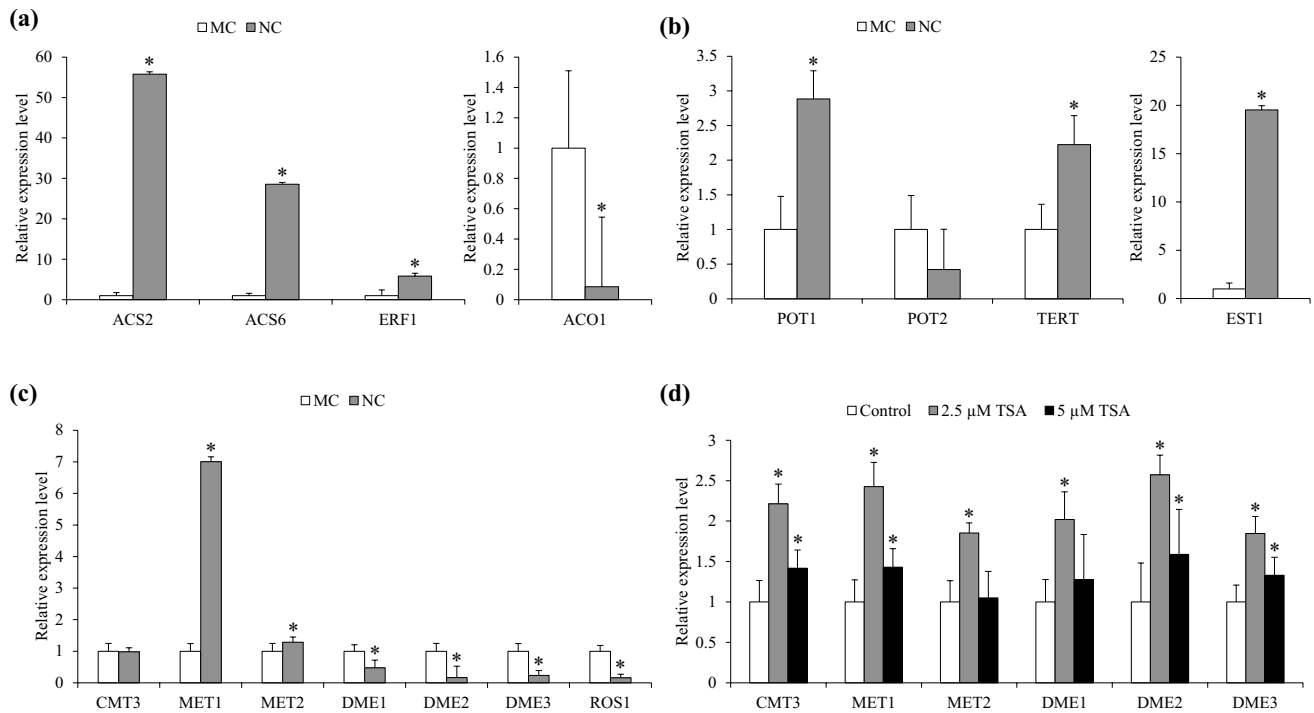 (a)
MC NC
Relative expression level
60
50
40
30
20
10
0
* * *
ACS2 ACS6 ERF1
Relative expression level
1.6
1.4
1.2
1
0.8
0.6
0.4
0.2
0
*
ACO1
(b)
MC NC
Relative expression level
3.5
3
2.5
2
1.5
1
0.5
0
* *
POT1 POT2 TERT
Relative expression level
25
20
15
10
5
0
*
EST1
(c)
MC NC
Relative expression level
8
7
6
5
4
3
2
1
0
* * * * * *
CMT3 MET1 MET2 DME1 DME2 DME3 ROS1
(d)
Control 2.5 µM TSA 5 µM TSA
Relative expression level
3
2.5
2
1.5
1
0.5
0
* * * * * * * * * *
CMT3 MET1 MET2 DME1 DME2 DME3